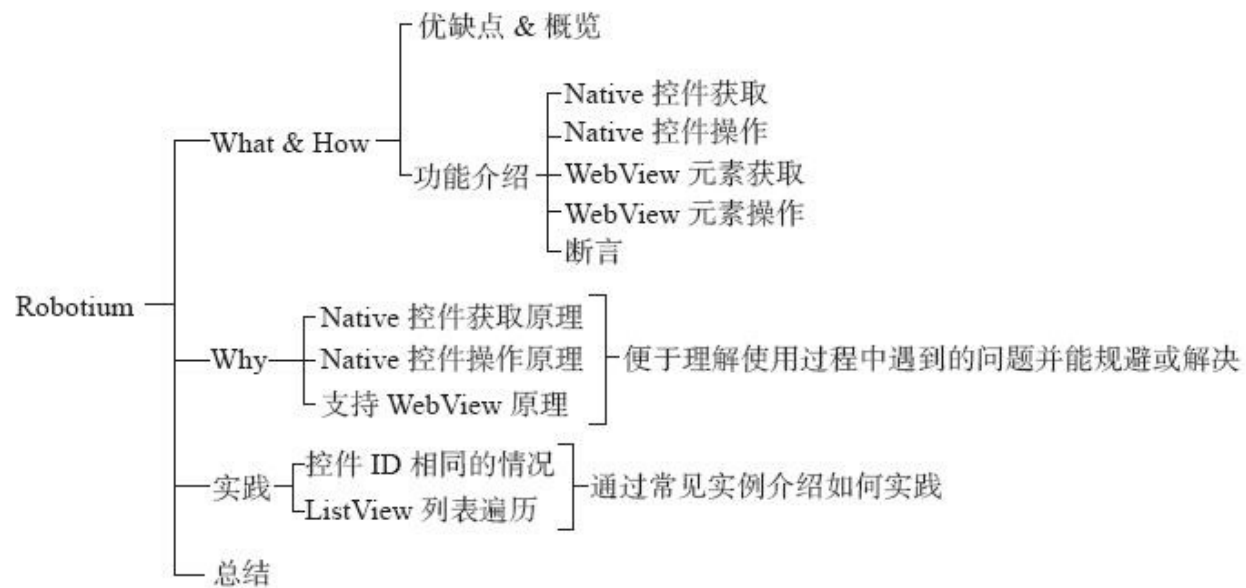 Robotium
What & How
优缺点 & 概览
功能介绍
Native 控件获取
Native 控件操作
WebView 元素获取
WebView 元素操作
断言
Why
Native 控件获取原理
Native 控件操作原理
支持 WebView 原理
便于理解使用过程中遇到的问题并能规避或解决
实践
控件 ID 相同的情况
ListView 列表遍历
通过常见实例介绍如何实践
总结